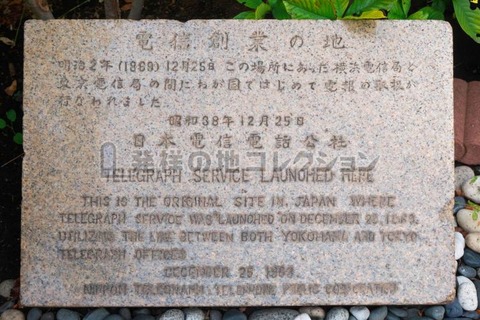 電信創業の地
明治2年(1869)12月25日 この場所にあった横浜電信局と
東京電信局の間にわが国ではじめて電報の取扱が
行なわれました
昭和38年12月25日
日本電信電話公社
発祥の地コレクション
TELEGRAPH SERVICE LAUNCHED HERE
THIS IS THE ORIGINAL SITE IN JAPAN WHERE
TELEGRAPH SERVICE WAS LAUNCHED ON DECEMBER 25, 1869,
UTILIZING THE LINE BETWEEN BOTH YOKOHAMA AND TOKYO
TELEGRAPH OFFICES
DECEMBER 25, 1963
NIPPON TELEGRAPH & TELEPHONE PUBLIC CORPORATION